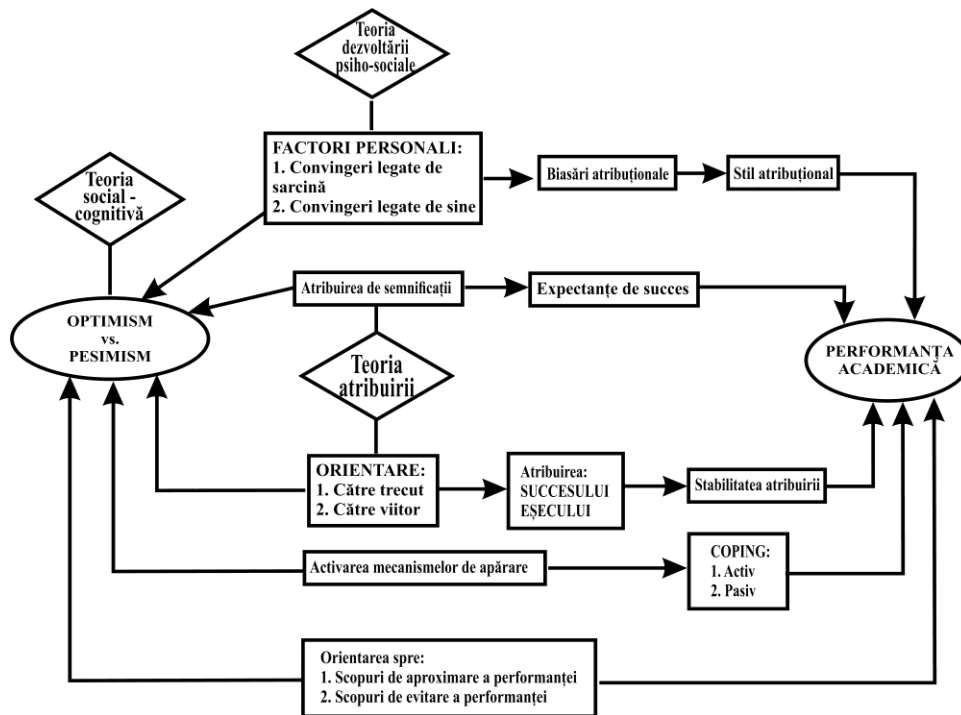 Teoria
dezvoltării
psiho-sociale
FACTORI PERSONALI:
1. Convingeri legate de
sarcină
2. Convingeri legate de sine
Biasări atribuționale
Stil atribuțional
Teoria
social -
cognitivă
Atribuirea de semnificații
Expectanțe de succes
OPTIMISM
vs.
PESIMISM
Teoria
atribuirii
PERFORMANȚA
ACADEMICĂ
ORIENTARE:
1. Către trecut
2. Către viitor
Atribuirea:
SUCCESULUI
EȘECULUI
Stabilitatea atribuirii
Activarea mecanismelor de apărare
COPING:
1. Activ
2. Pasiv
Orientarea spre:
1. Scopuri de aproximare a performanței
2. Scopuri de evitare a performanței